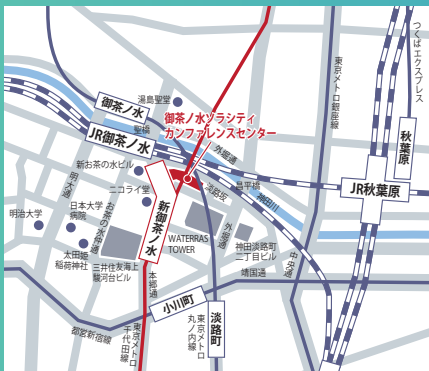 つくばエクスプレス
東京メトロ銀座線
湯島聖堂
御茶ノ水
御茶ノ水ソラシティ
カンファレンスセンター
聖橋
JR御茶ノ水
秋葉原
外堀通
新お茶の水ビル
昌平橋
JR秋葉原
明大通
ニコライ堂
淡路坂
神田川
明治大学
日本大学
病院
お茶の水仲通
新御茶ノ水
外堀通
WATERRAS
TOWER
神田淡路町
二丁目ビル
太田姫
稲荷神社
三井住友海上
駿河台ビル
本郷通
中央通
靖国通
小川町
都営新宿線
東京メトロ
千代田線
東京メトロ
丸ノ内線
淡路町